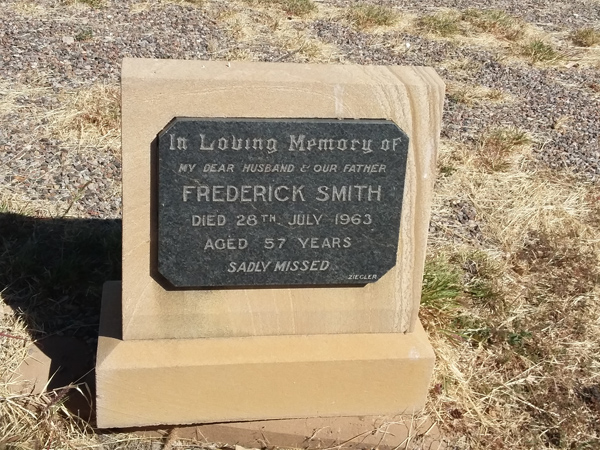 In Loving Memory of
MY DEAR HUSBAND & OUR FATHER
FREDERICK SMITH
DIED 28TH JULY 1963
AGED 57 YEARS
SADLY MISSED
ZIEGLER